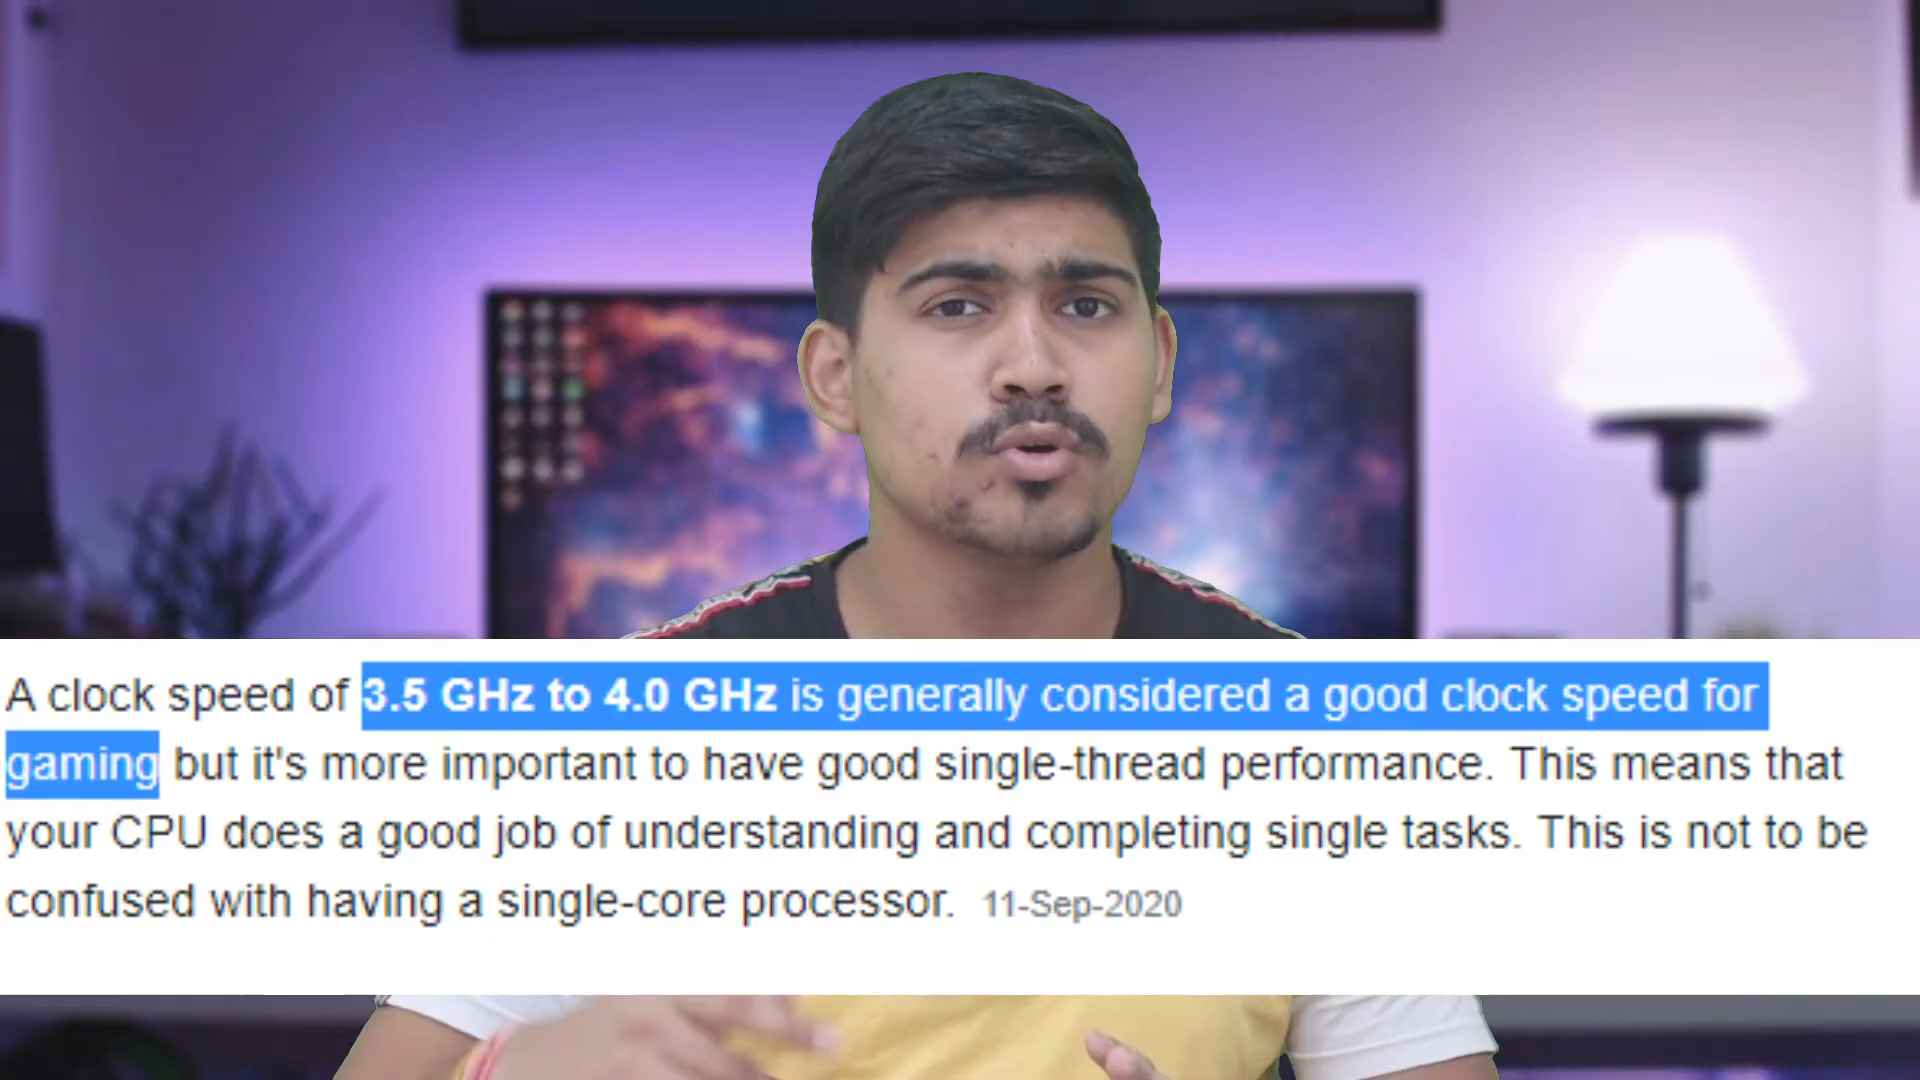 A clock speed of 3.5 GHz to 4.0 GHz is generally considered a good clock speed for
gaming but it's more important to have good single-thread performance. This means that
your CPU does a good job of understanding and completing single tasks. This is not to be
confused with having a single-core processor. 11-Sep-2020